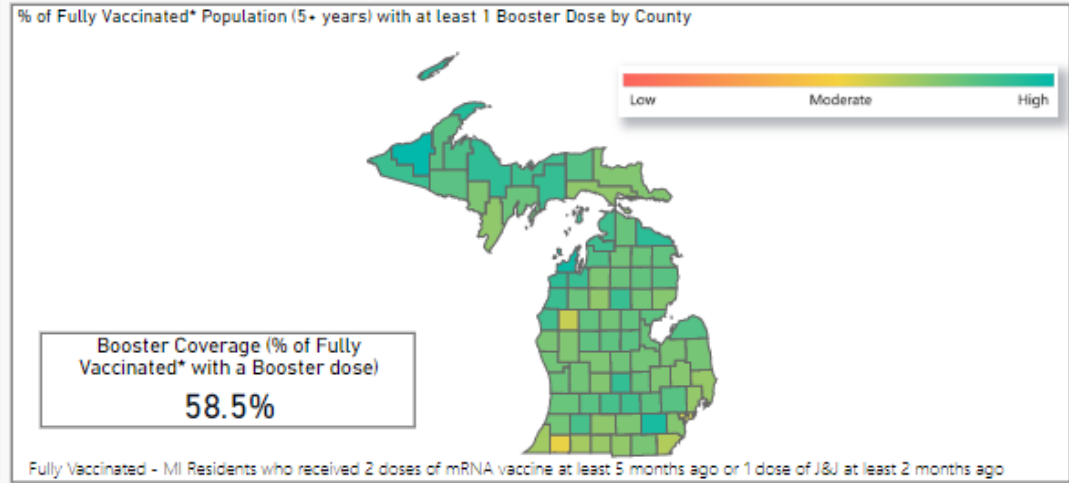 % of Fully Vaccinated* Population (5+ years) with at least 1 Booster Dose by County
Low Moderate High
Booster Coverage (% of Fully
Vaccinated* with a Booster dose)
58.5%
Fully Vaccinated - MI Residents who received 2 doses of mRNA vaccine at least 5 months ago or 1 dose of J&J at least 2 months ago